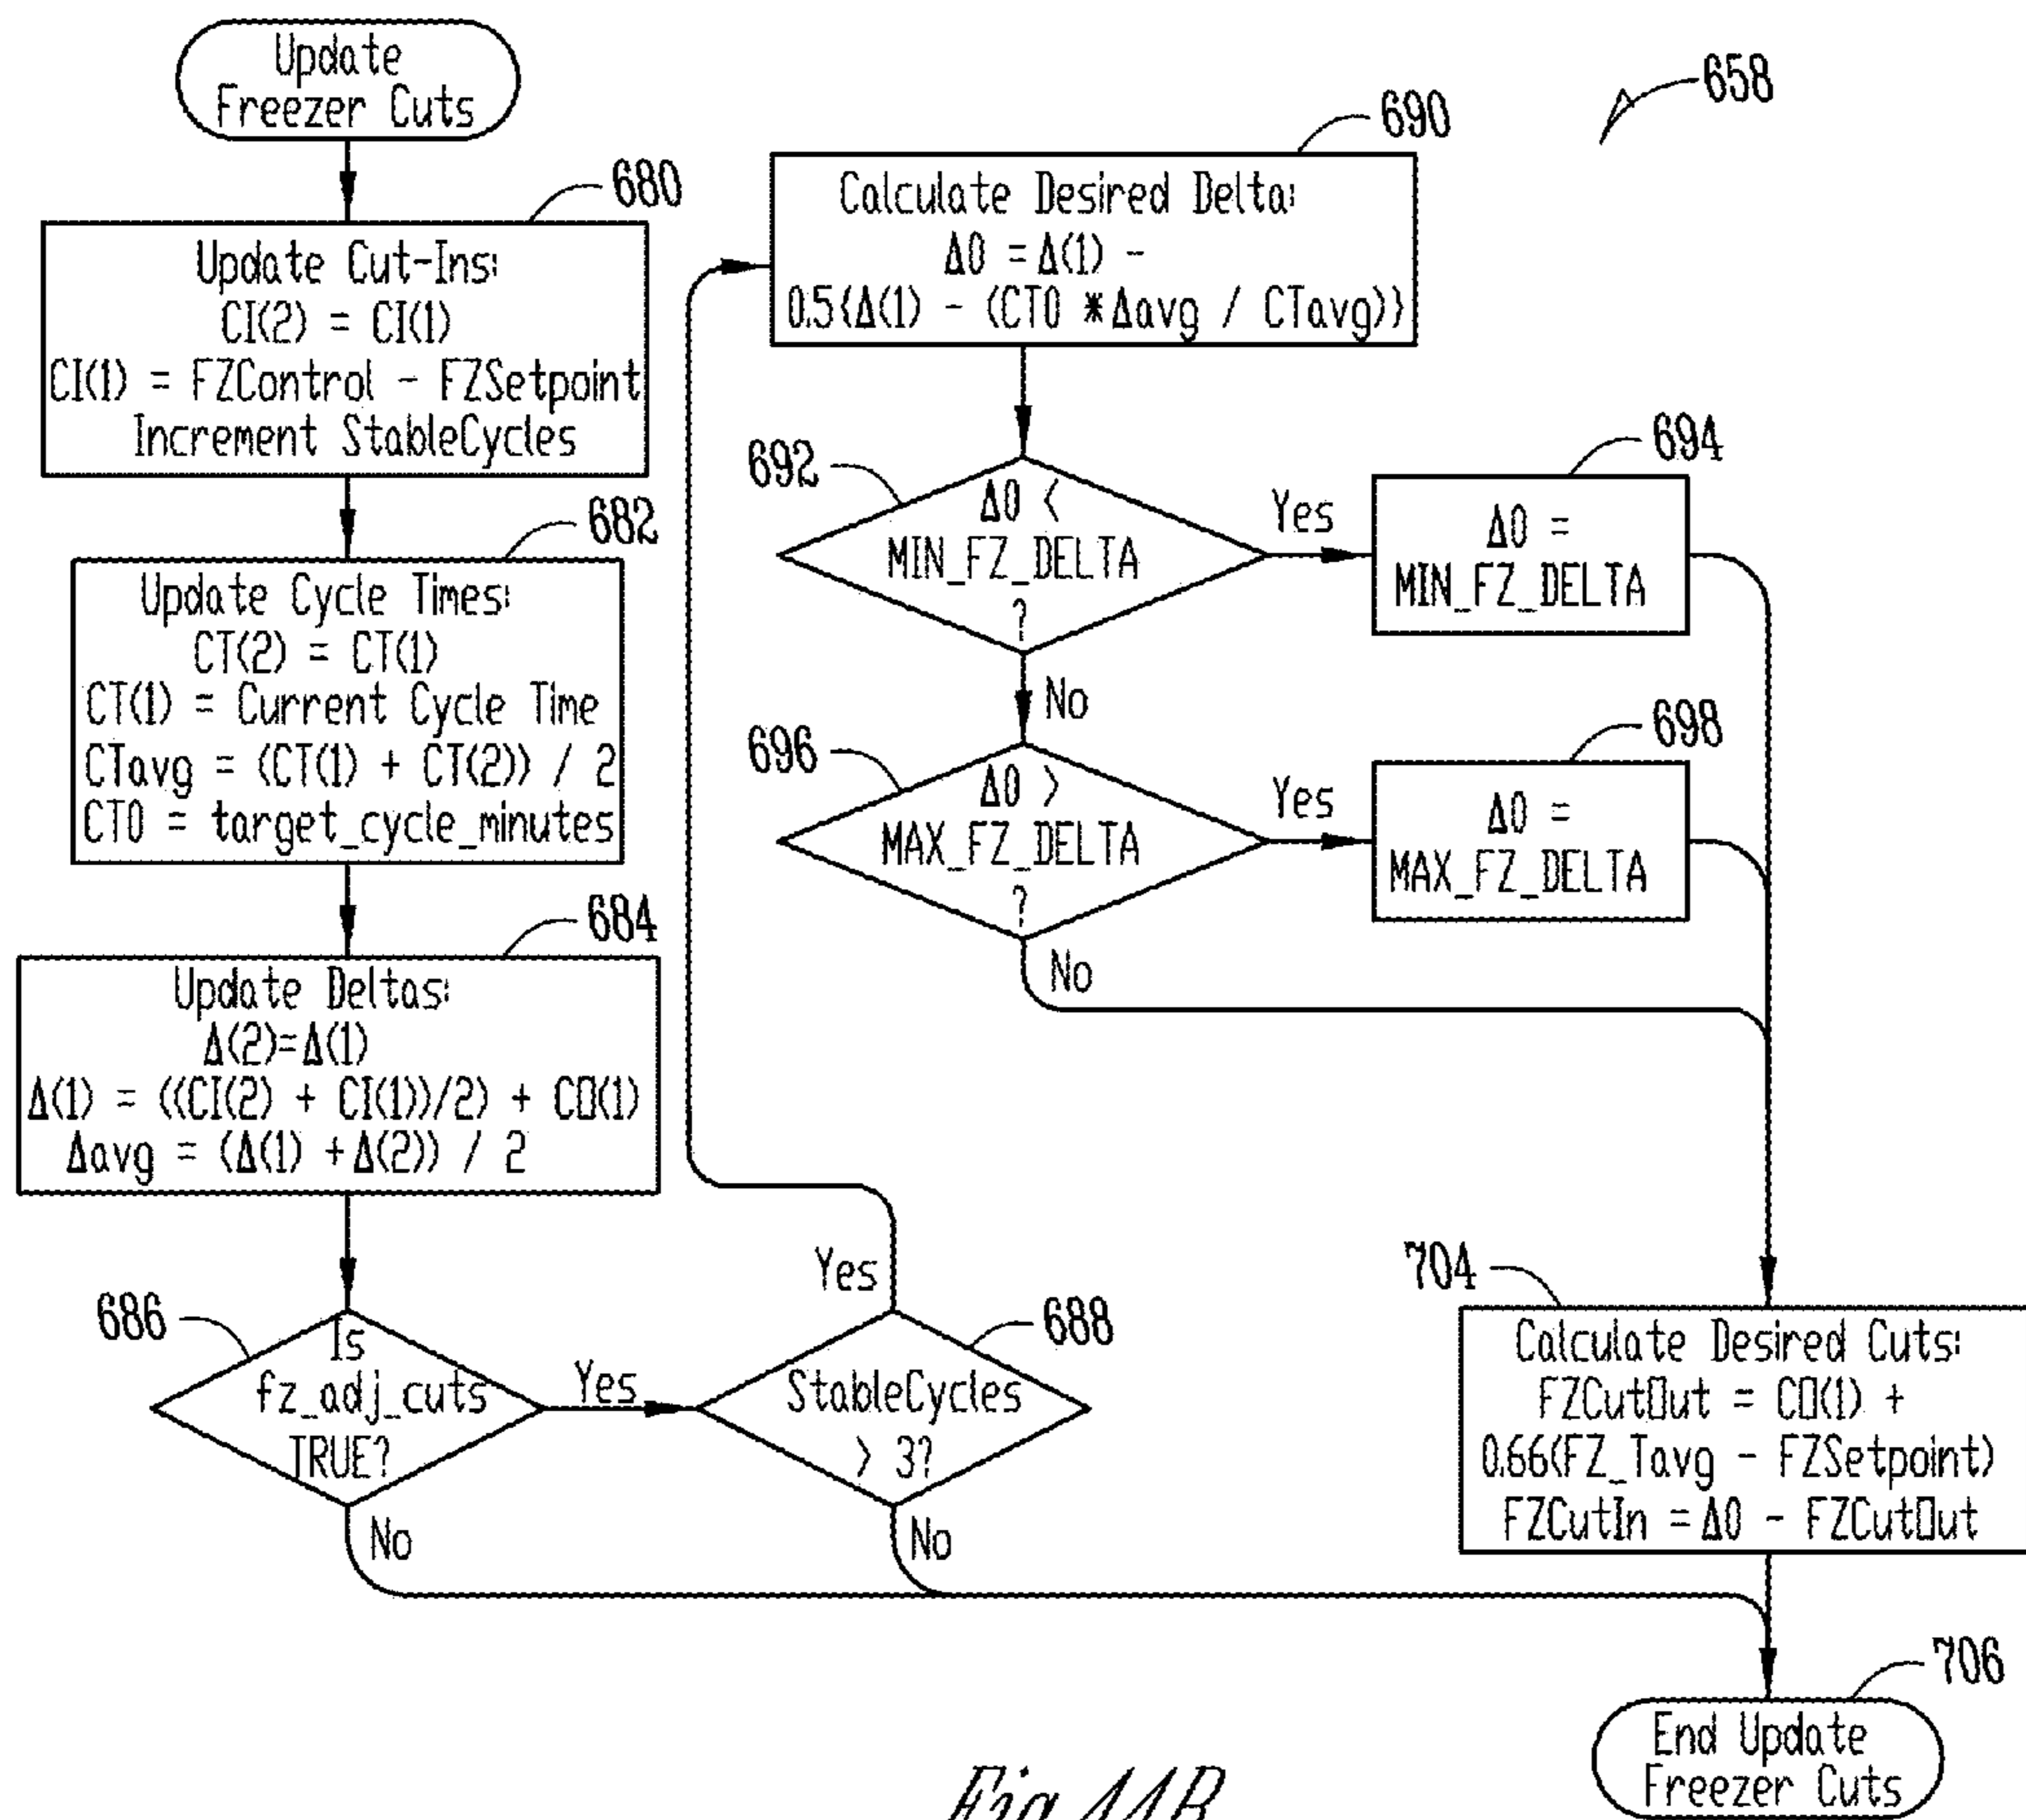 Update
Freezer Cuts
680
Update Cut-Ins:
CI(2) = CI(1)
CI(1) = FZControl - FZSetpoint
Increment StableCycles
682
Update Cycle Times:
CT(2) = CT(1)
CT(1) = Current Cycle Time
CTavg = (CT(1) + CT(2)) / 2
CT0 = target_cycle_minutes
684
Update Deltas:
Δ(2)=Δ(1)
Δ(1) = ((CI(2) + CI(1))/2) + CO(1)
Δavg = (Δ(1) +Δ(2)) / 2
686
Is
fz_adj_cuts
TRUE?
Yes
No
688
StableCycles
> 3?
Yes
No
658
690
Calculate Desired Delta:
Δ0 = Δ(1) -
0.5(Δ(1) - (CT0 *Δavg / CTavg))
692
Δ0 <
MIN_FZ_DELTA
?
Yes
No
694
Δ0 =
MIN_FZ_DELTA
696
Δ0 >
MAX_FZ_DELTA
?
Yes
No
698
Δ0 =
MAX_FZ_DELTA
704
Calculate Desired Cuts:
FZCutOut = CO(1) +
0.66(FZ_Tavg - FZSetpoint)
FZCutIn = Δ0 - FZCutOut
706
End Update
Freezer Cuts
Fig.44B